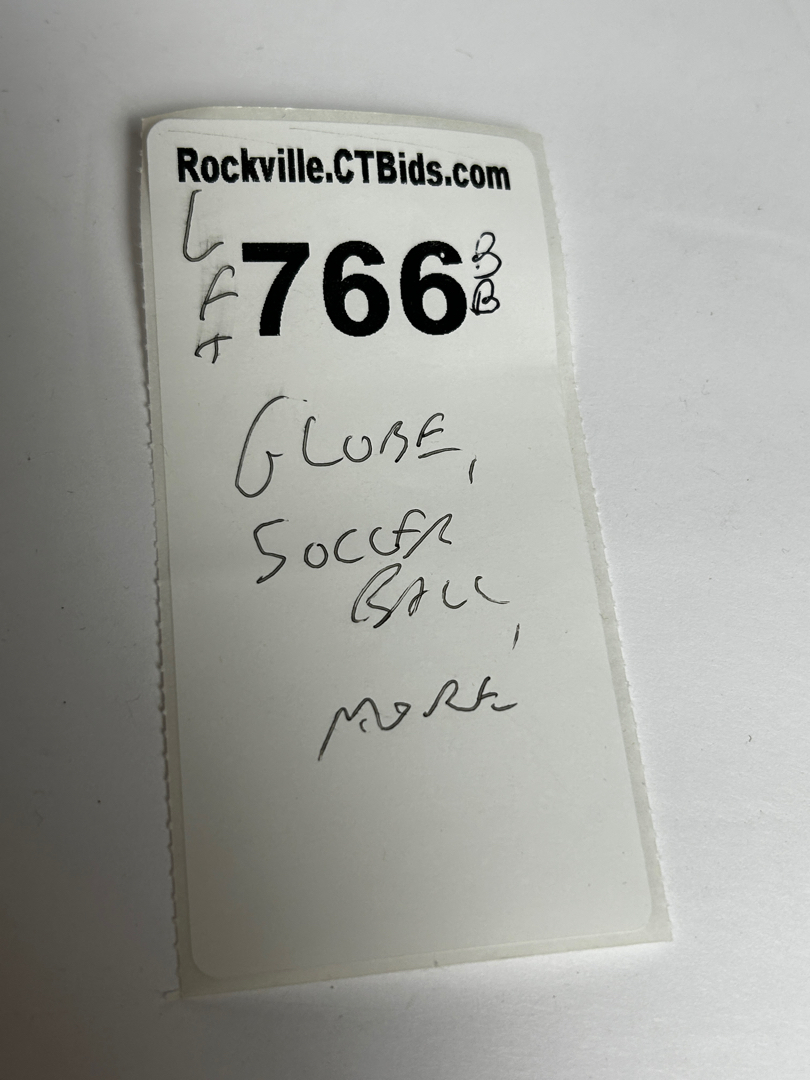 Rockville.CTBids.com
L
F
T
766
B
B
GLOBE,
SOCCER
BALL,
MORE